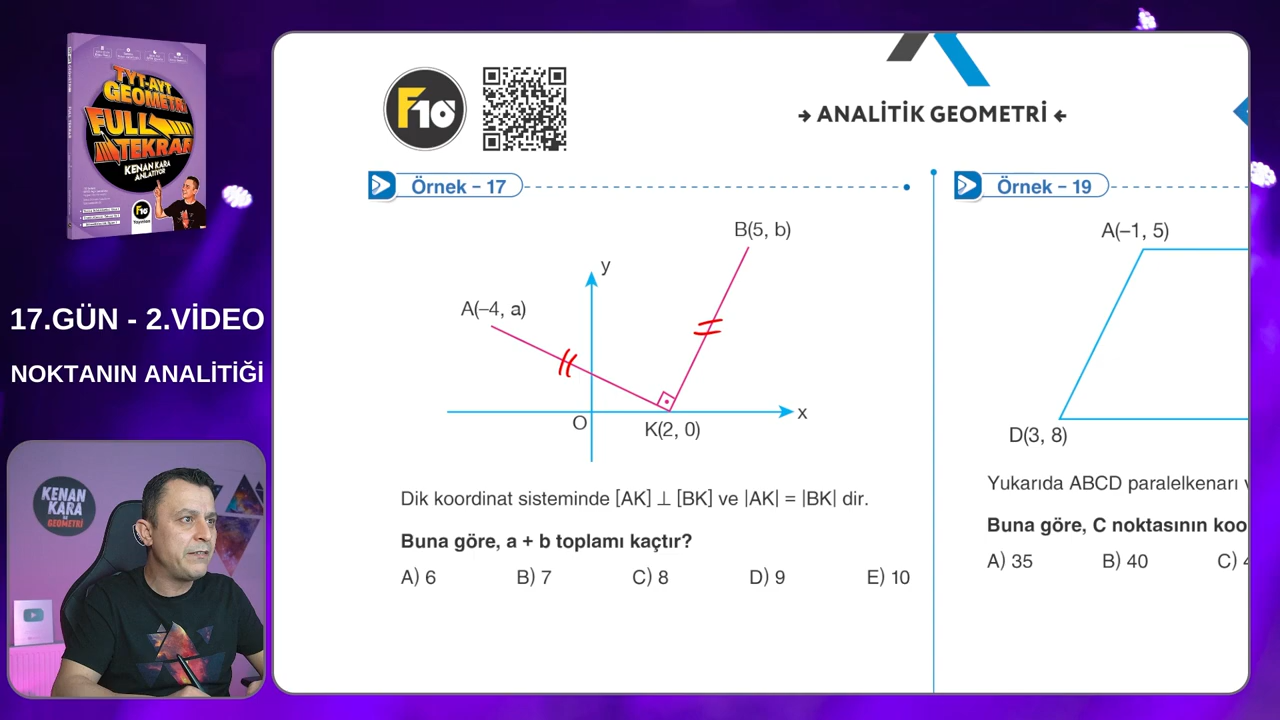 TYT-AYT
GEOMETRİ
FULL
TEKRAR
KENAN KARA
ANLATIYOR
F10
17.GÜN - 2.VİDEO
NOKTANIN ANALİTİĞİ
KENAN
KARA
GEOMETRİ
F10
→ ANALİTİK GEOMETRİ ←
Örnek – 17
B(5, b)
y
A(–4, a)
O
K(2, 0)
x
Dik koordinat sisteminde [AK] ⊥ [BK] ve |AK| = |BK| dir.
Buna göre, a + b toplamı kaçtır?
A) 6 B) 7 C) 8 D) 9 E) 10
Örnek – 19
A(–1, 5)
D(3, 8)
Yukarıda ABCD paralelkenarı
Buna göre, C noktasının koo
A) 35 B) 40 C) 4